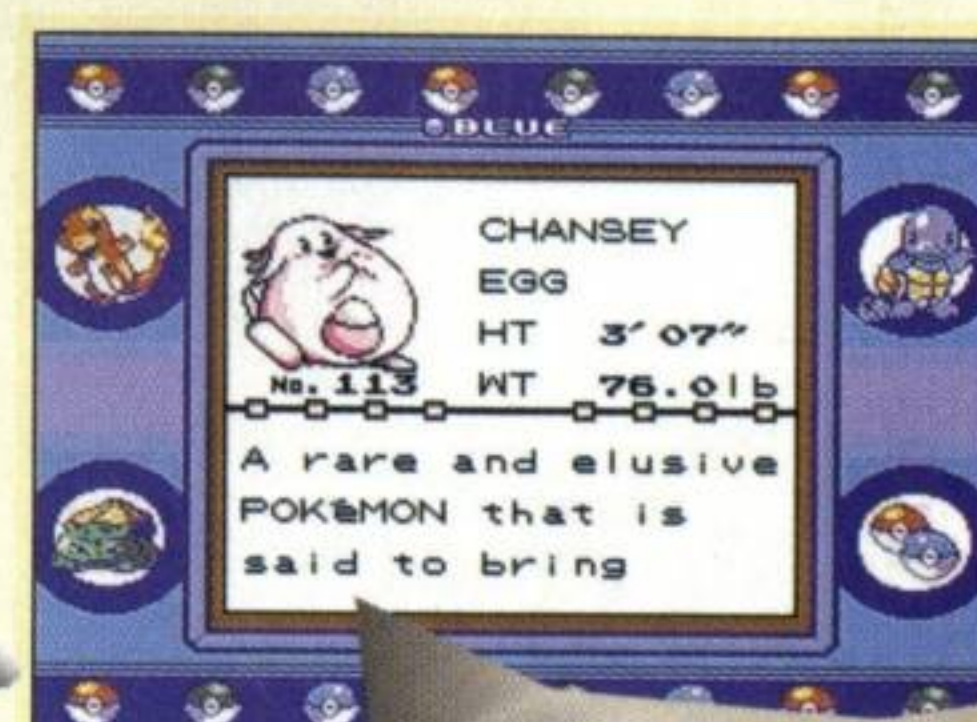 BLUE
CHANSEY
EGG
HT 3′07″
No. 113 WT 76.0lb
A rare and elusive
POKéMON that is
said to bring